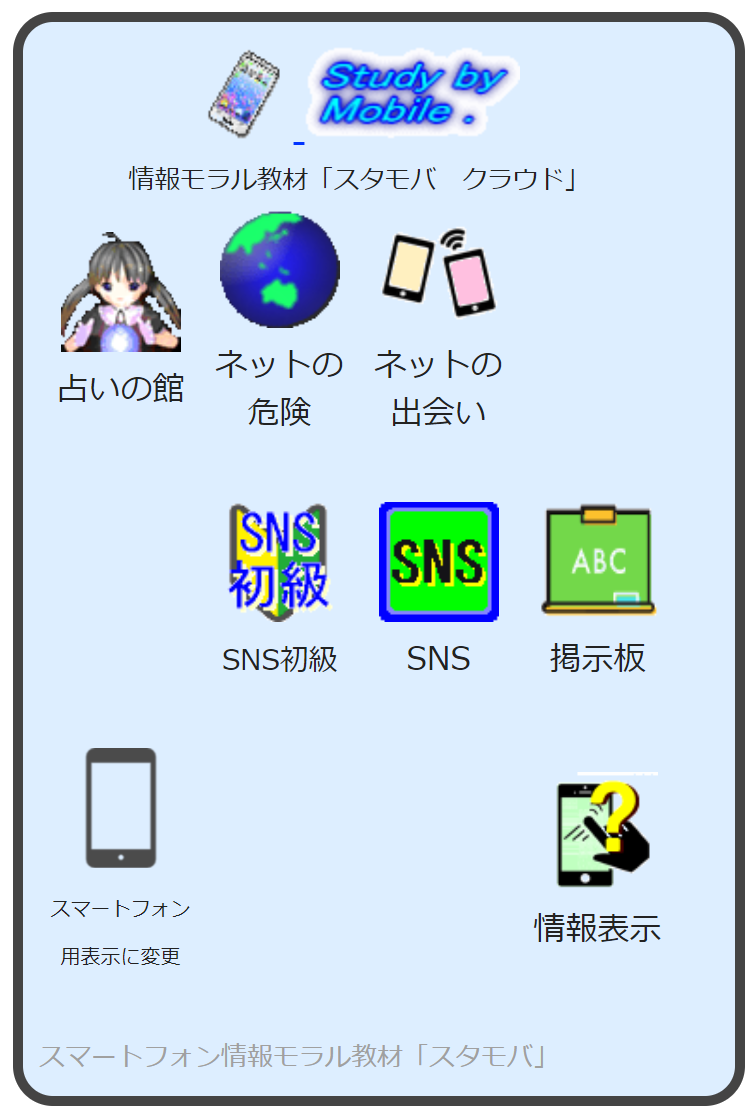 Study by
Mobile .
情報モラル教材「スタモバ　クラウド」
占いの館
ネットの
危険
ネットの
出会い
SNS
初級
SNS初級
SNS
SNS
ABC
掲示板
スマートフォン
用表示に変更
?
情報表示
スマートフォン情報モラル教材「スタモバ」